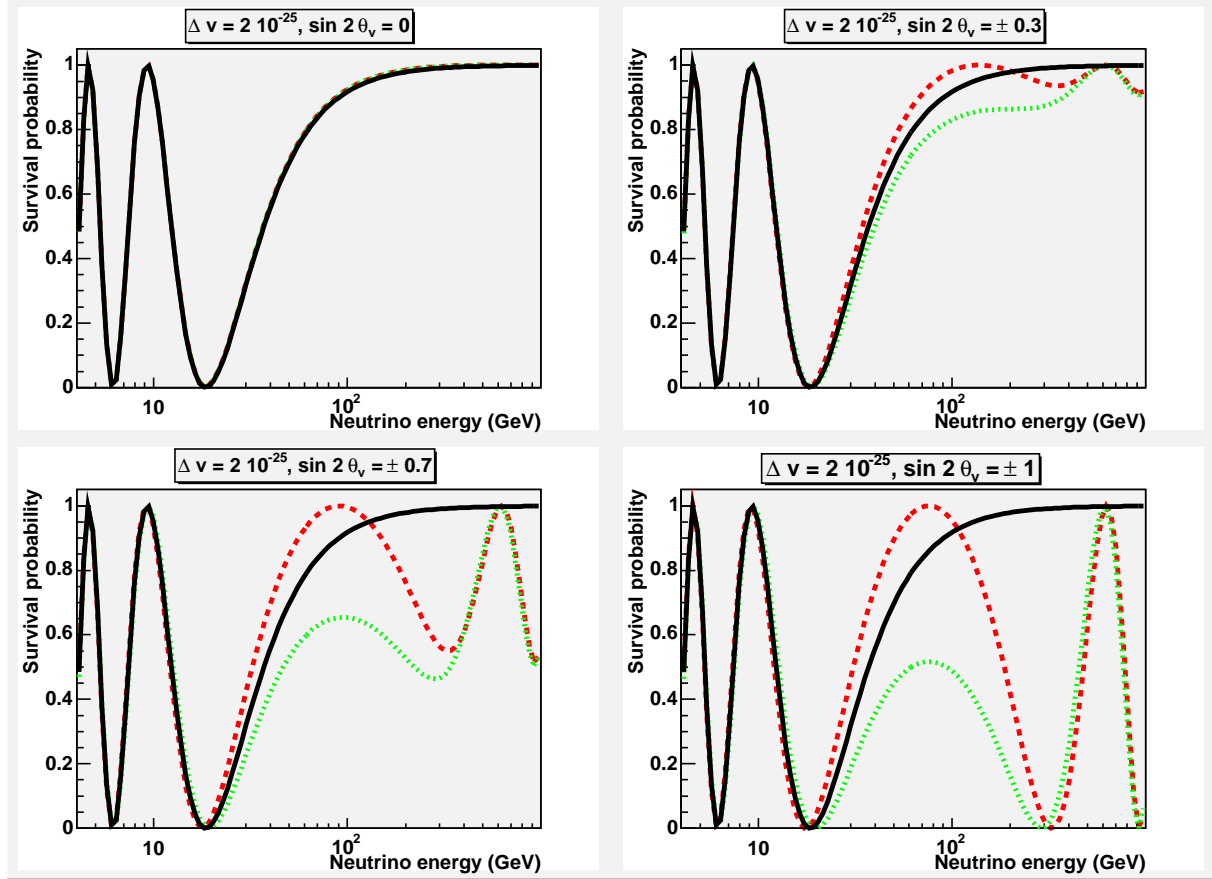 Δ v = 2 10⁻²⁵, sin 2 θᵥ = 0
Survival probability
1
0.8
0.6
0.4
0.2
0
10
10²
Neutrino energy (GeV)
Δ v = 2 10⁻²⁵, sin 2 θᵥ = ± 0.3
Survival probability
1
0.8
0.6
0.4
0.2
0
10
10²
Neutrino energy (GeV)
Δ v = 2 10⁻²⁵, sin 2 θᵥ = ± 0.7
Survival probability
1
0.8
0.6
0.4
0.2
0
10
10²
Neutrino energy (GeV)
Δ v = 2 10⁻²⁵, sin 2 θᵥ = ± 1
Survival probability
1
0.8
0.6
0.4
0.2
0
10
10²
Neutrino energy (GeV)